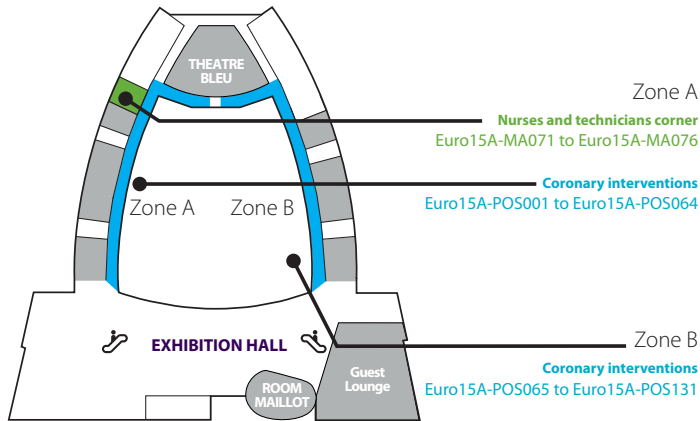 THEATRE
BLEU
Zone A
Nurses and technicians corner
Euro15A-MA071 to Euro15A-MA076
Coronary interventions
Euro15A-POS001 to Euro15A-POS064
Zone A
Zone B
Zone B
Coronary interventions
Euro15A-POS065 to Euro15A-POS131
EXHIBITION HALL
Guest
Lounge
ROOM
MAILLOT